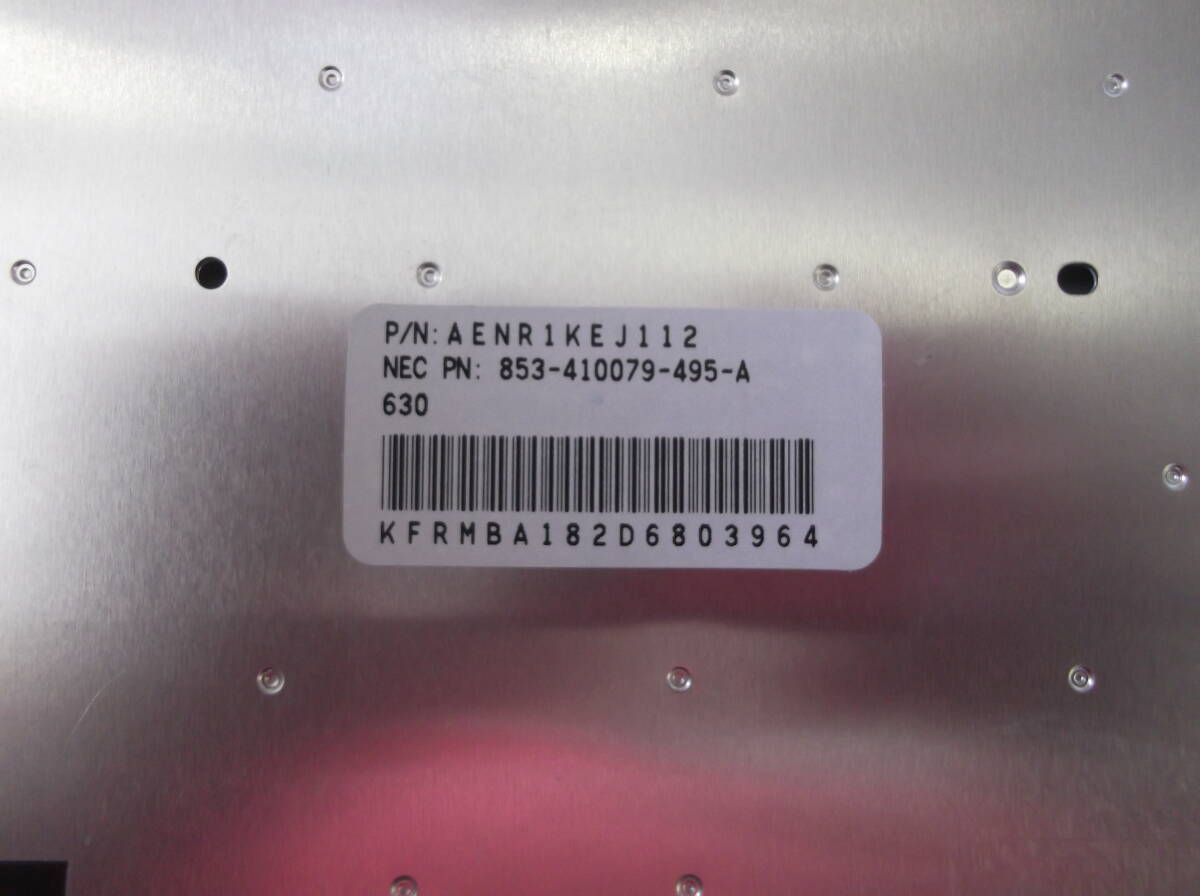 P/N: AENR1KEJ112
NEC PN: 853-410079-495-A
630
KFRMBA182D6803964